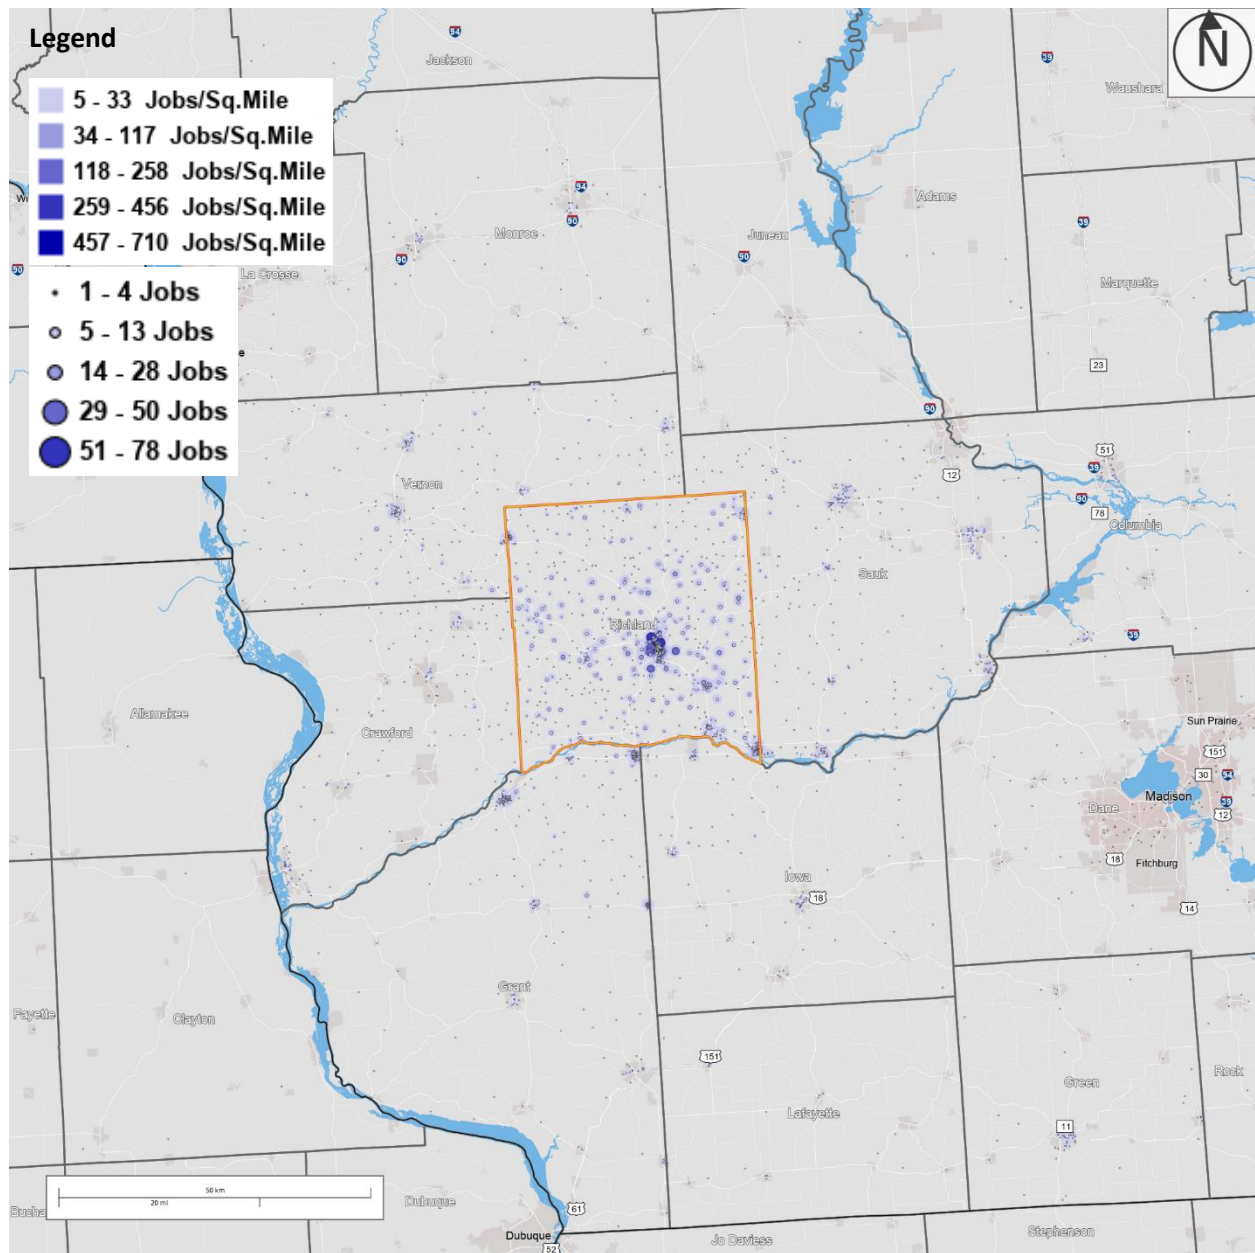 Legend
N
5 - 33 Jobs/Sq.Mile
34 - 117 Jobs/Sq.Mile
118 - 258 Jobs/Sq.Mile
259 - 456 Jobs/Sq.Mile
457 - 710 Jobs/Sq.Mile
1 - 4 Jobs
5 - 13 Jobs
14 - 28 Jobs
29 - 50 Jobs
51 - 78 Jobs
94
39
Jackson
Waushara
94
90
Adams
Monroe
Juneau
39
90
90
90
La Crosse
Marquette
23
90
51
12
39
Vernon
90
78
Columbia
Sauk
Richland
39
Allamakee
Crawford
Sun Prairie
151
30
94
Madison
39
Dane
12
18
Fitchburg
Iowa
18
14
Grant
Fayette
Clayton
151
Rock
Green
Lafayette
11
50 km
20 mi
Dubuque
61
Dubuque
52
Jo Daviess
Stephenson